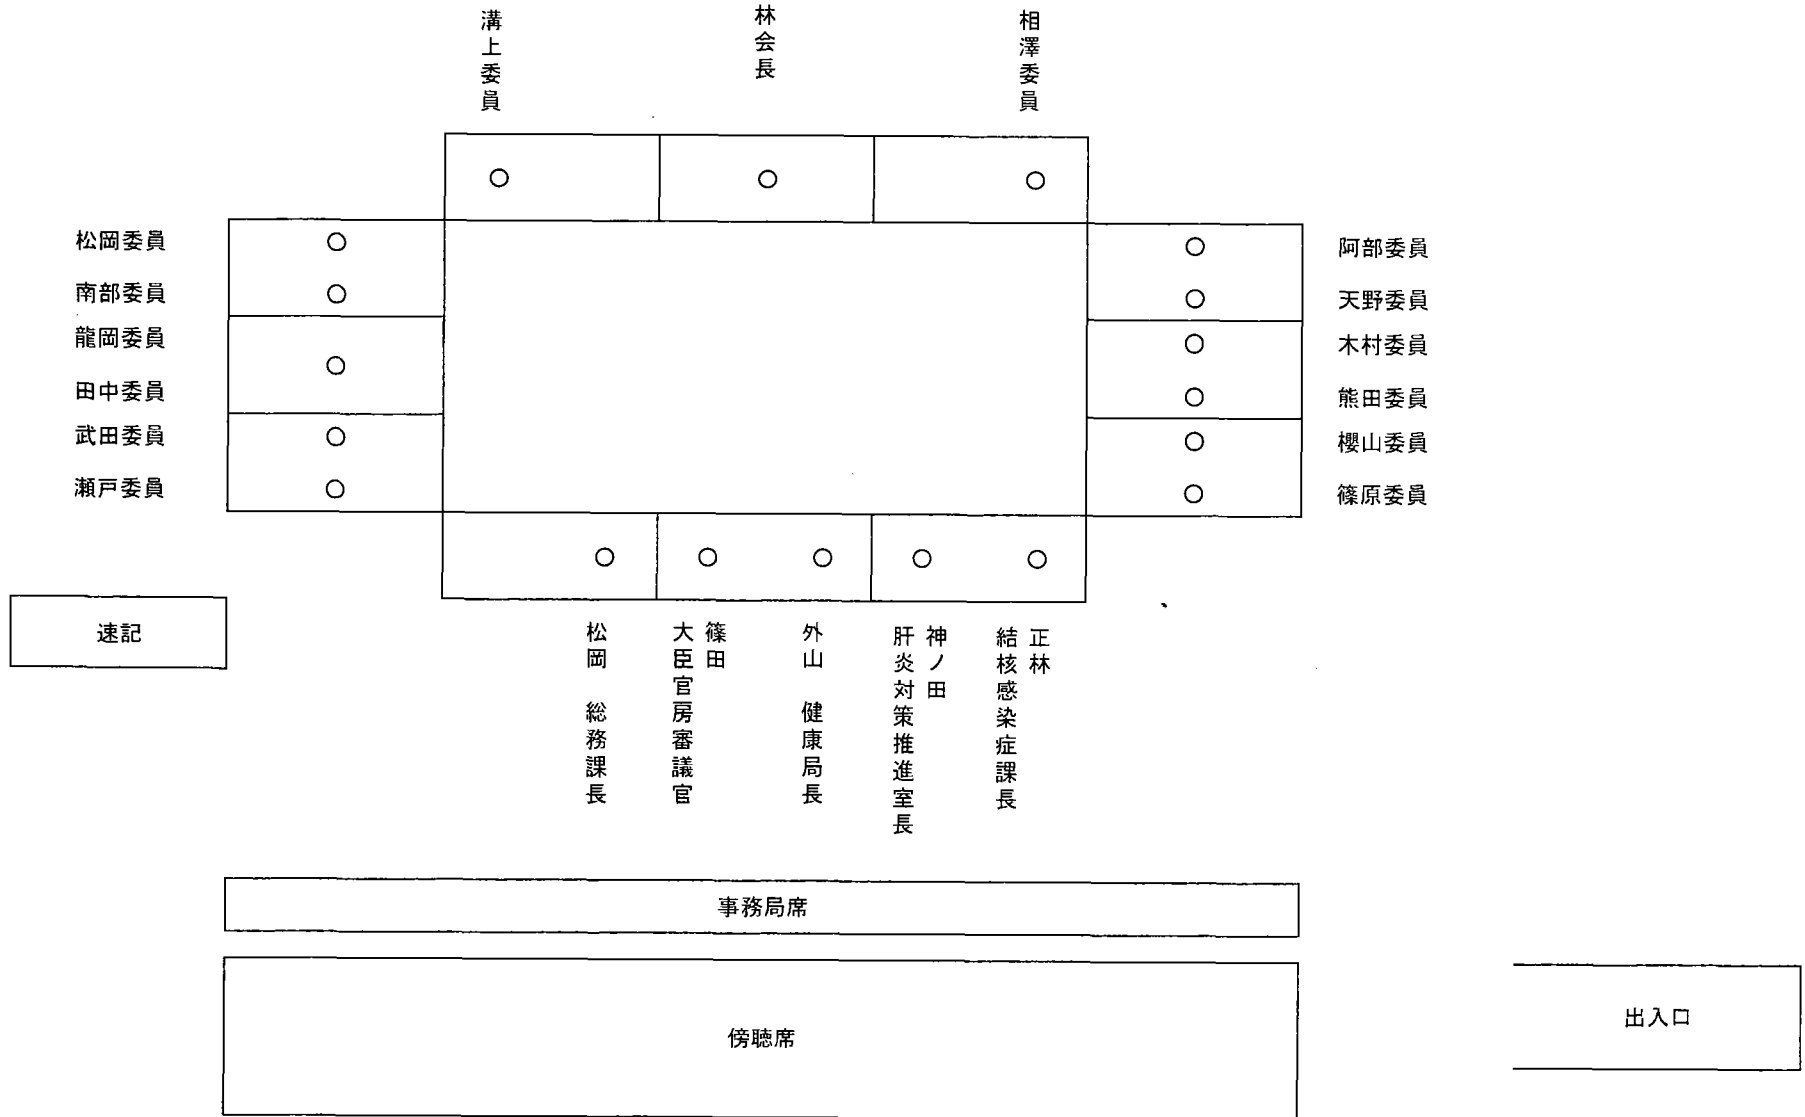 溝上委員
林会長
相澤委員
松岡委員
南部委員
龍岡委員
田中委員
武田委員
瀬戸委員
阿部委員
天野委員
木村委員
熊田委員
櫻山委員
篠原委員
速記
松岡　総務課長
篠田
大臣官房審議官
外山　健康局長
神ノ田
肝炎対策推進室長
正林
結核感染症課長
事務局席
傍聴席
出入口